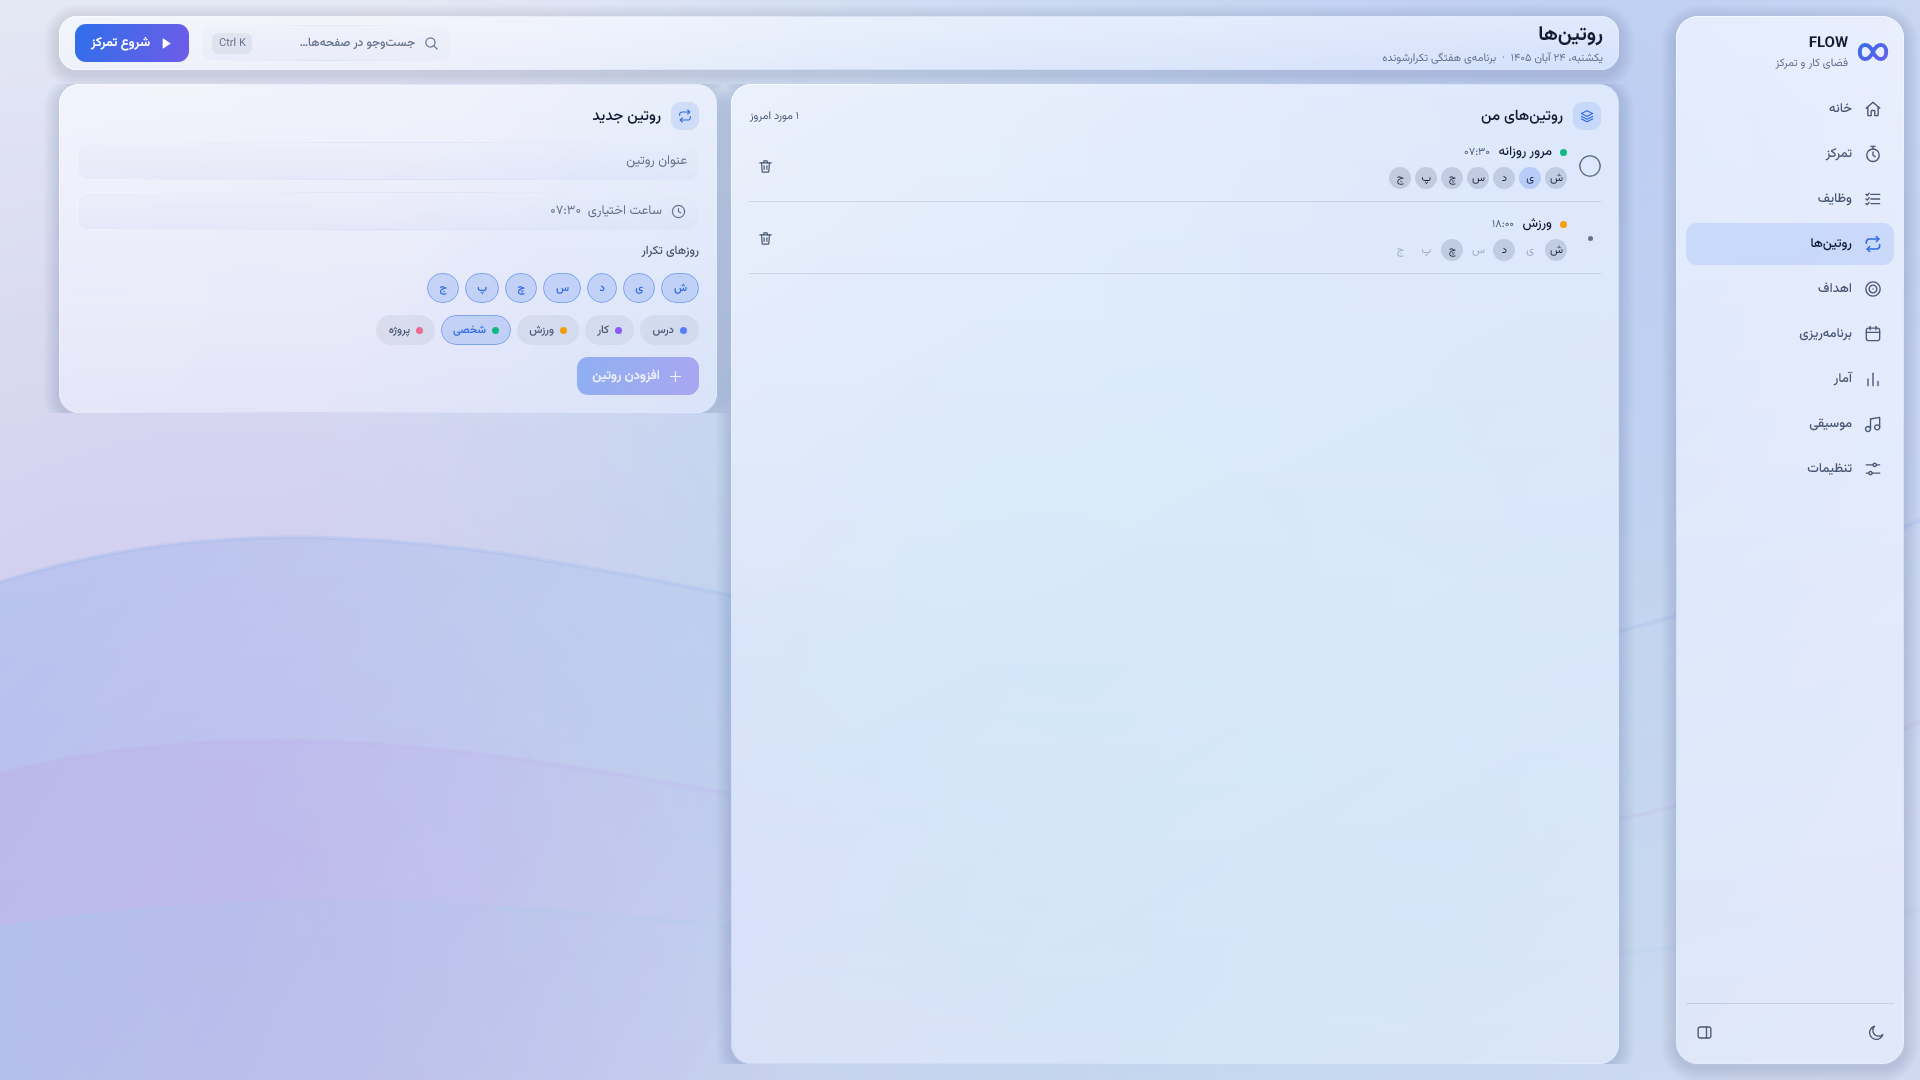 FLOW
فضای کار و تمرکز
خانه
تمرکز
وظایف
روتین‌ها
اهداف
برنامه‌ریزی
آمار
موسیقی
تنظیمات
روتین‌ها
یکشنبه، ۲۴ آبان ۱۴۰۵ · برنامه‌ی هفتگی تکرارشونده
جست‌وجو در صفحه‌ها... Ctrl K
شروع تمرکز
روتین‌های من
۱ مورد امروز
مرور روزانه ۰۷:۳۰
ش ی د س چ پ ج
ورزش ۱۸:۰۰
ش ی د س چ پ ج
روتین جدید
عنوان روتین
ساعت اختیاری ۰۷:۳۰
روزهای تکرار
ش ی د س چ پ ج
درس کار ورزش شخصی پروژه
افزودن روتین